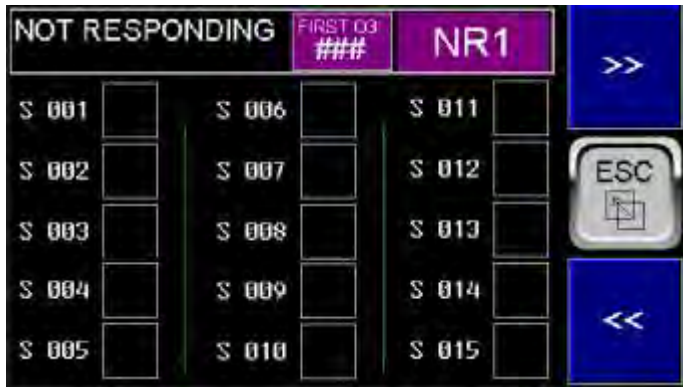 NOT RESPONDING
FIRST 03
###
NR1
>>
S 001
S 006
S 011
S 002
S 007
S 012
ESC
S 003
S 008
S 013
S 004
S 009
S 014
<<
S 005
S 010
S 015